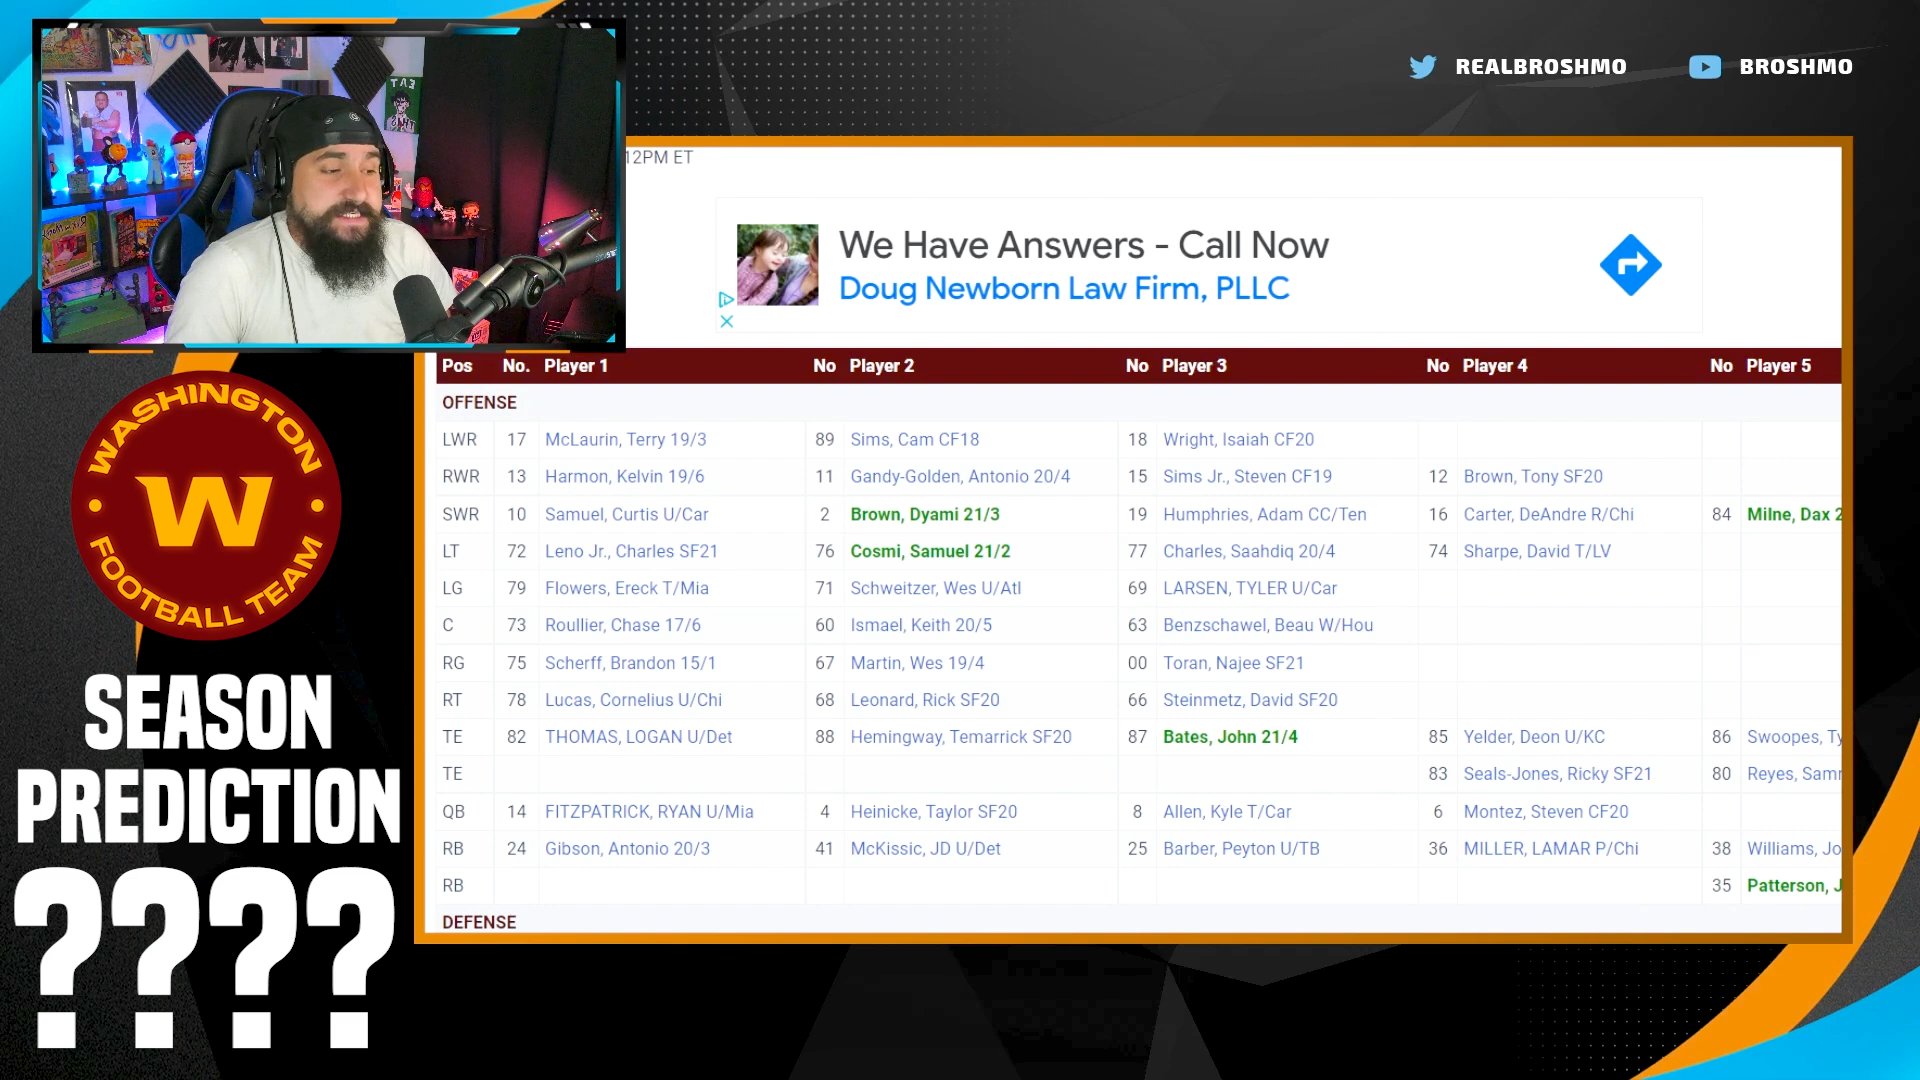 REALBROSHMO
BROSHMO
12PM ET
We Have Answers - Call Now
Doug Newborn Law Firm, PLLC
WASHINGTON
W
FOOTBALL TEAM
SEASON
PREDICTION
????
Pos No. Player 1 No Player 2 No Player 3 No Player 4 No Player 5
OFFENSE
LWR 17 McLaurin, Terry 19/3 89 Sims, Cam CF18 18 Wright, Isaiah CF20
RWR 13 Harmon, Kelvin 19/6 11 Gandy-Golden, Antonio 20/4 15 Sims Jr., Steven CF19 12 Brown, Tony SF20
SWR 10 Samuel, Curtis U/Car 2 Brown, Dyami 21/3 19 Humphries, Adam CC/Ten 16 Carter, DeAndre R/Chi 84 Milne, Dax 2
LT 72 Leno Jr., Charles SF21 76 Cosmi, Samuel 21/2 77 Charles, Saahdiq 20/4 74 Sharpe, David T/LV
LG 79 Flowers, Ereck T/Mia 71 Schweitzer, Wes U/Atl 69 LARSEN, TYLER U/Car
C 73 Roullier, Chase 17/6 60 Ismael, Keith 20/5 63 Benzschawel, Beau W/Hou
RG 75 Scherff, Brandon 15/1 67 Martin, Wes 19/4 00 Toran, Najee SF21
RT 78 Lucas, Cornelius U/Chi 68 Leonard, Rick SF20 66 Steinmetz, David SF20
TE 82 THOMAS, LOGAN U/Det 88 Hemingway, Temarrick SF20 87 Bates, John 21/4 85 Yelder, Deon U/KC 86 Swoopes, Ty
TE 83 Seals-Jones, Ricky SF21 80 Reyes, Samm
QB 14 FITZPATRICK, RYAN U/Mia 4 Heinicke, Taylor SF20 8 Allen, Kyle T/Car 6 Montez, Steven CF20
RB 24 Gibson, Antonio 20/3 41 McKissic, JD U/Det 25 Barber, Peyton U/TB 36 MILLER, LAMAR P/Chi 38 Williams, Jo
RB 35 Patterson, J
DEFENSE